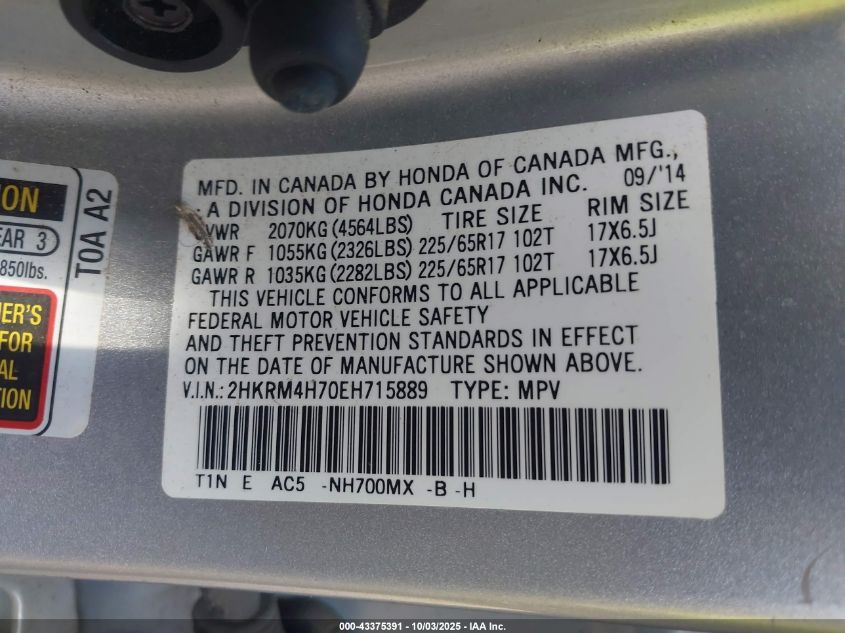 MFD. IN CANADA BY HONDA OF CANADA MFG.,
A DIVISION OF HONDA CANADA INC. 09/'14
VWR 2070KG (4564LBS) TIRE SIZE RIM SIZE
GAWR F 1055KG (2326LBS) 225/65R17 102T 17X6.5J
GAWR R 1035KG (2282LBS) 225/65R17 102T 17X6.5J
THIS VEHICLE CONFORMS TO ALL APPLICABLE
FEDERAL MOTOR VEHICLE SAFETY
AND THEFT PREVENTION STANDARDS IN EFFECT
ON THE DATE OF MANUFACTURE SHOWN ABOVE.
V.I.N.: 2HKRM4H70EH715889 TYPE: MPV
T1N E AC5 -NH700MX -B -H
ION
EAR 3
850lbs.
ER'S
FOR
AL
TION
T0A A2
000-43375391 - 10/03/2025 - IAA Inc.